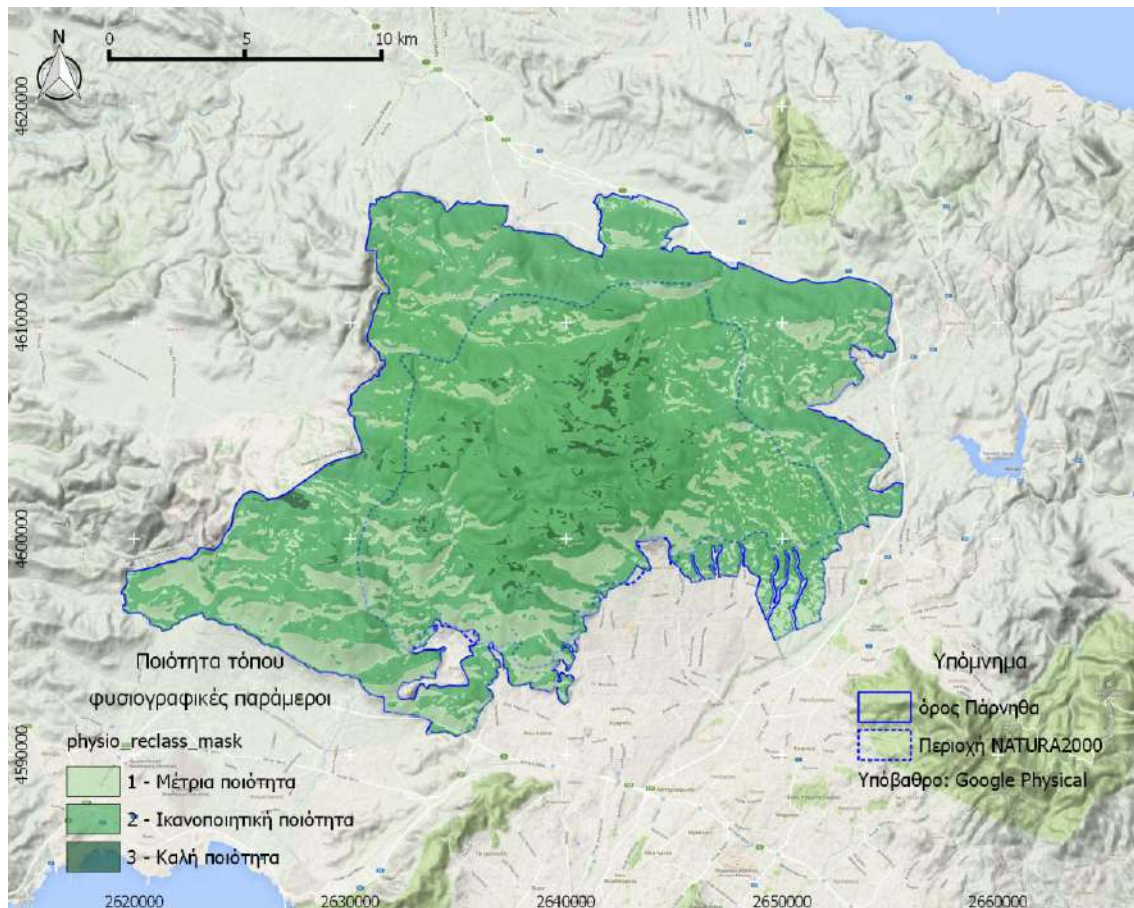 N
0 5 10 km
4620000
4610000
4600000
4590000
Ποιότητα τόπου
φυσιογραφικές παράμεροι
physio_reclass_mask
1 - Μέτρια ποιότητα
2 - Ικανοποιητική ποιότητα
3 - Καλή ποιότητα
Υπόμνημα
όρος Πάρνηθα
Περιοχή NATURA2000
Υπόβαθρο: Google Physical
2620000 2630000 2640000 2650000 2660000